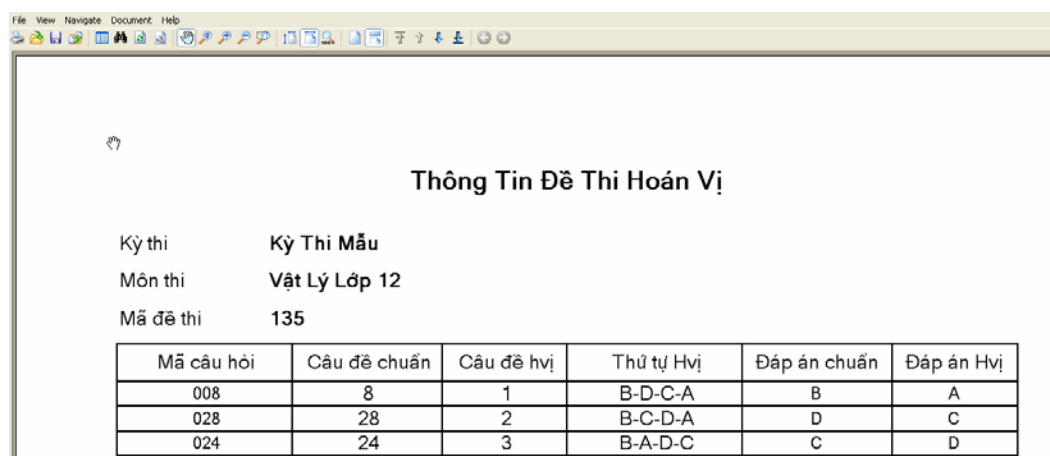 File View Navigate Document Help
Thông Tin Đề Thi Hoán Vị
Kỳ thi Kỳ Thi Mẫu
Môn thi Vật Lý Lớp 12
Mã đề thi 135
Mã câu hỏi Câu đề chuẩn Câu đề hvị Thứ tự Hvị Đáp án chuẩn Đáp án Hvị
008 8 1 B-D-C-A B A
028 28 2 B-C-D-A D C
024 24 3 B-A-D-C C D